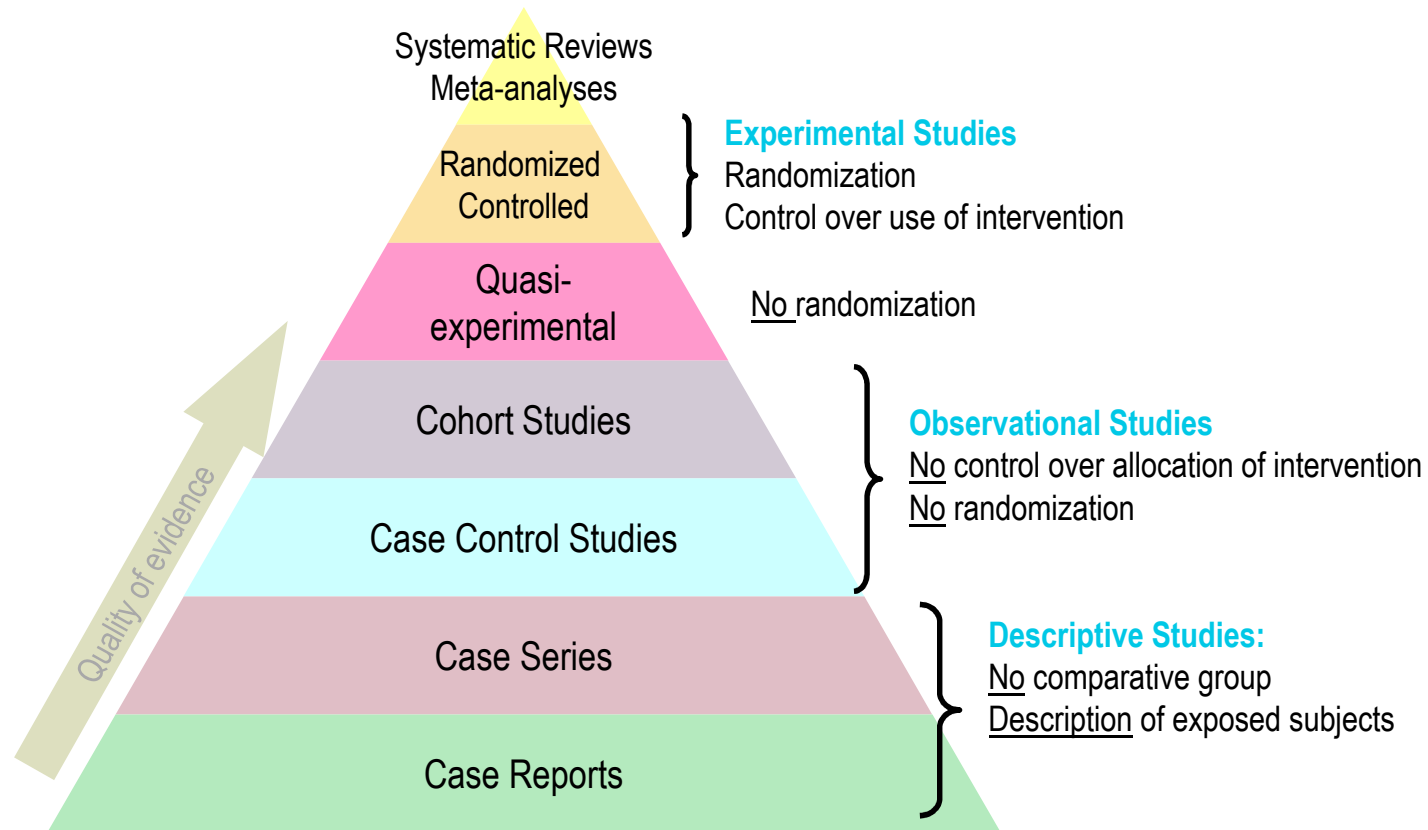 Systematic Reviews
Meta-analyses
Experimental Studies
Randomization
Control over use of intervention
Randomized
Controlled
Quasi-
experimental
No randomization
Cohort Studies
Observational Studies
No control over allocation of intervention
No randomization
Case Control Studies
Quality of evidence
Case Series
Descriptive Studies:
No comparative group
Description of exposed subjects
Case Reports